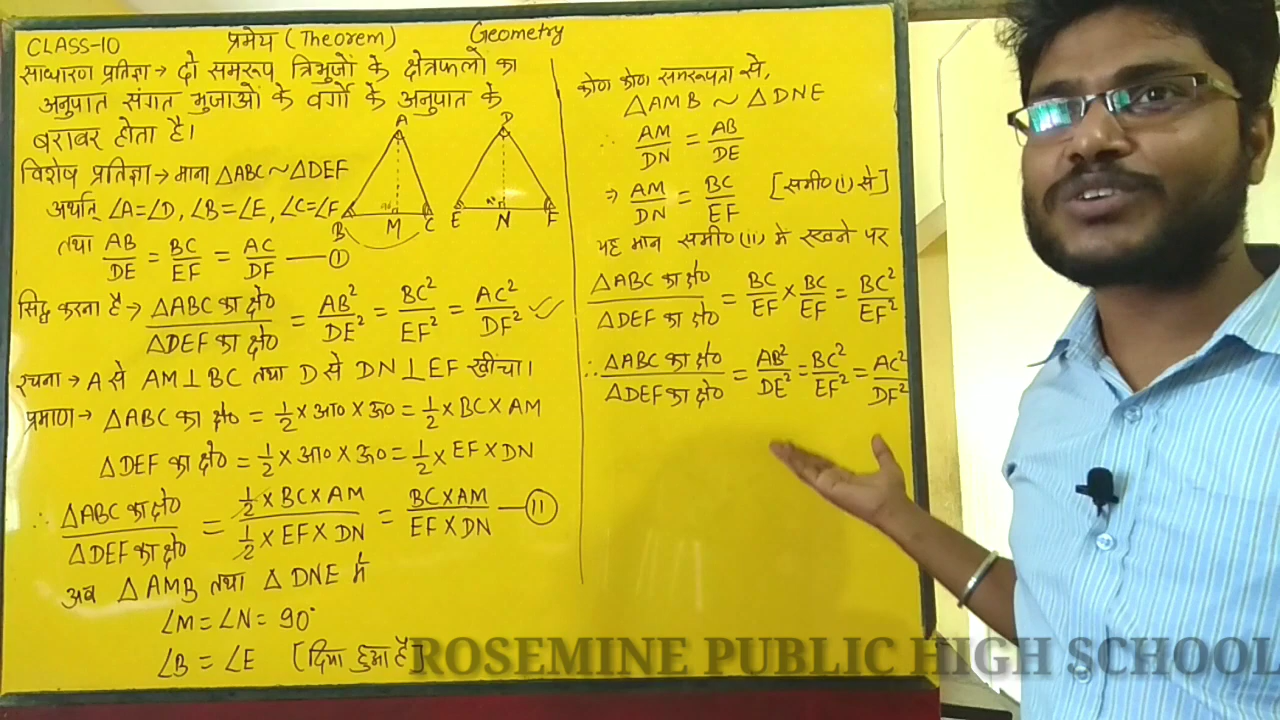 CLASS-10 प्रमेय (Theorem) Geometry
साधारण प्रतिज्ञा → दो समरूप त्रिभुजों के क्षेत्रफलों का
अनुपात संगत भुजाओं के वर्गों के अनुपात के
बराबर होता है।
विशेष प्रतिज्ञा → माना △ABC ~ △DEF
अर्थात् ∠A=∠D, ∠B=∠E, ∠C=∠F
तथा AB/DE = BC/EF = AC/DF — (I)
A
B M C
D
E N F
सिद्ध करना है → △ABC का क्षे०/△DEF का क्षे० = AB²/DE² = BC²/EF² = AC²/DF²
रचना → A से AM⊥BC तथा D से DN⊥EF खींचा।
प्रमाण → △ABC का क्षे० = 1/2 × आ० × ऊ० = 1/2 × BC × AM
△DEF का क्षे० = 1/2 × आ० × ऊ० = 1/2 × EF × DN
∴ △ABC का क्षे०/△DEF का क्षे० = 1/2 × BC × AM / 1/2 × EF × DN = BC × AM / EF × DN — (II)
अब △AMB तथा △DNE में
∠M = ∠N = 90°
∠B = ∠E [दिया हुआ है]
कोण कोण समरूपता से,
△AMB ~ △DNE
∴ AM/DN = AB/DE
⇒ AM/DN = BC/EF [समी० (i) से]
यह मान समी० (ii) में रखने पर
△ABC का क्षे०/△DEF का क्षे० = BC/EF × BC/EF = BC²/EF²
∴ △ABC का क्षे०/△DEF का क्षे० = AB²/DE² = BC²/EF² = AC²/DF²
ROSEMINE PUBLIC HIGH SCHOOL